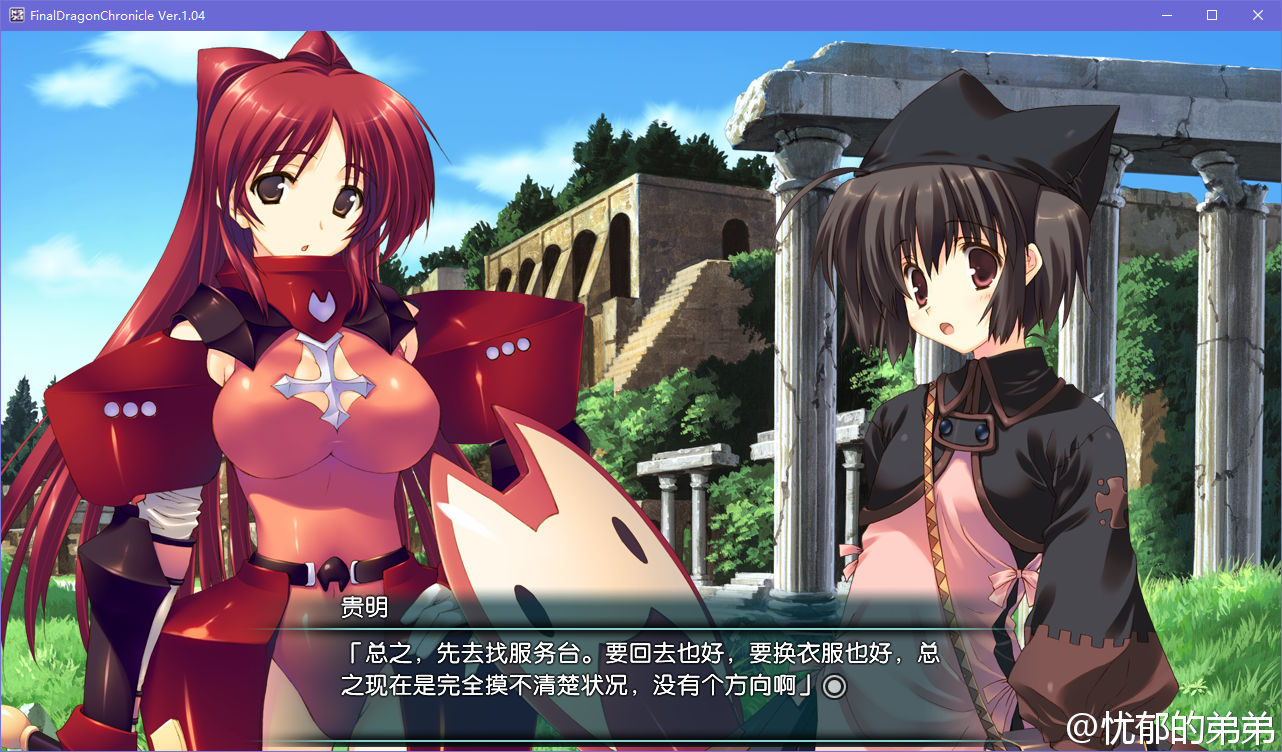 FinalDragonChronicle Ver.1.04
贵明
「总之，先去找服务台。要回去也好，要换衣服也好，总
之现在是完全摸不清楚状况，没有个方向啊」
@忧郁的弟弟